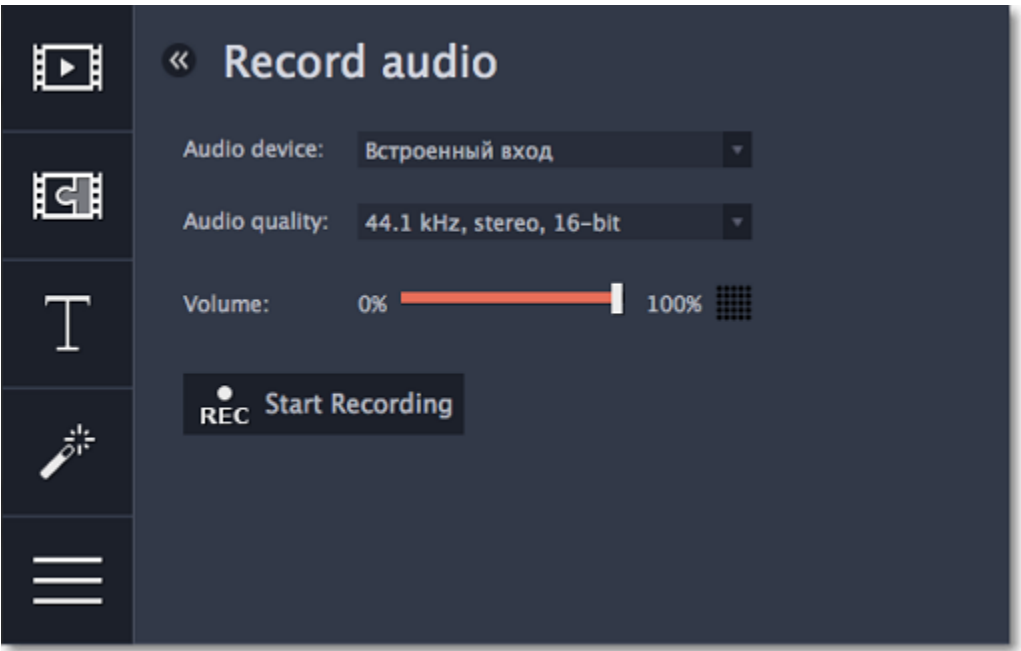 Record audio
Audio device: Встроенный вход
Audio quality: 44.1 kHz, stereo, 16-bit
Volume: 0% 100%
REC Start Recording